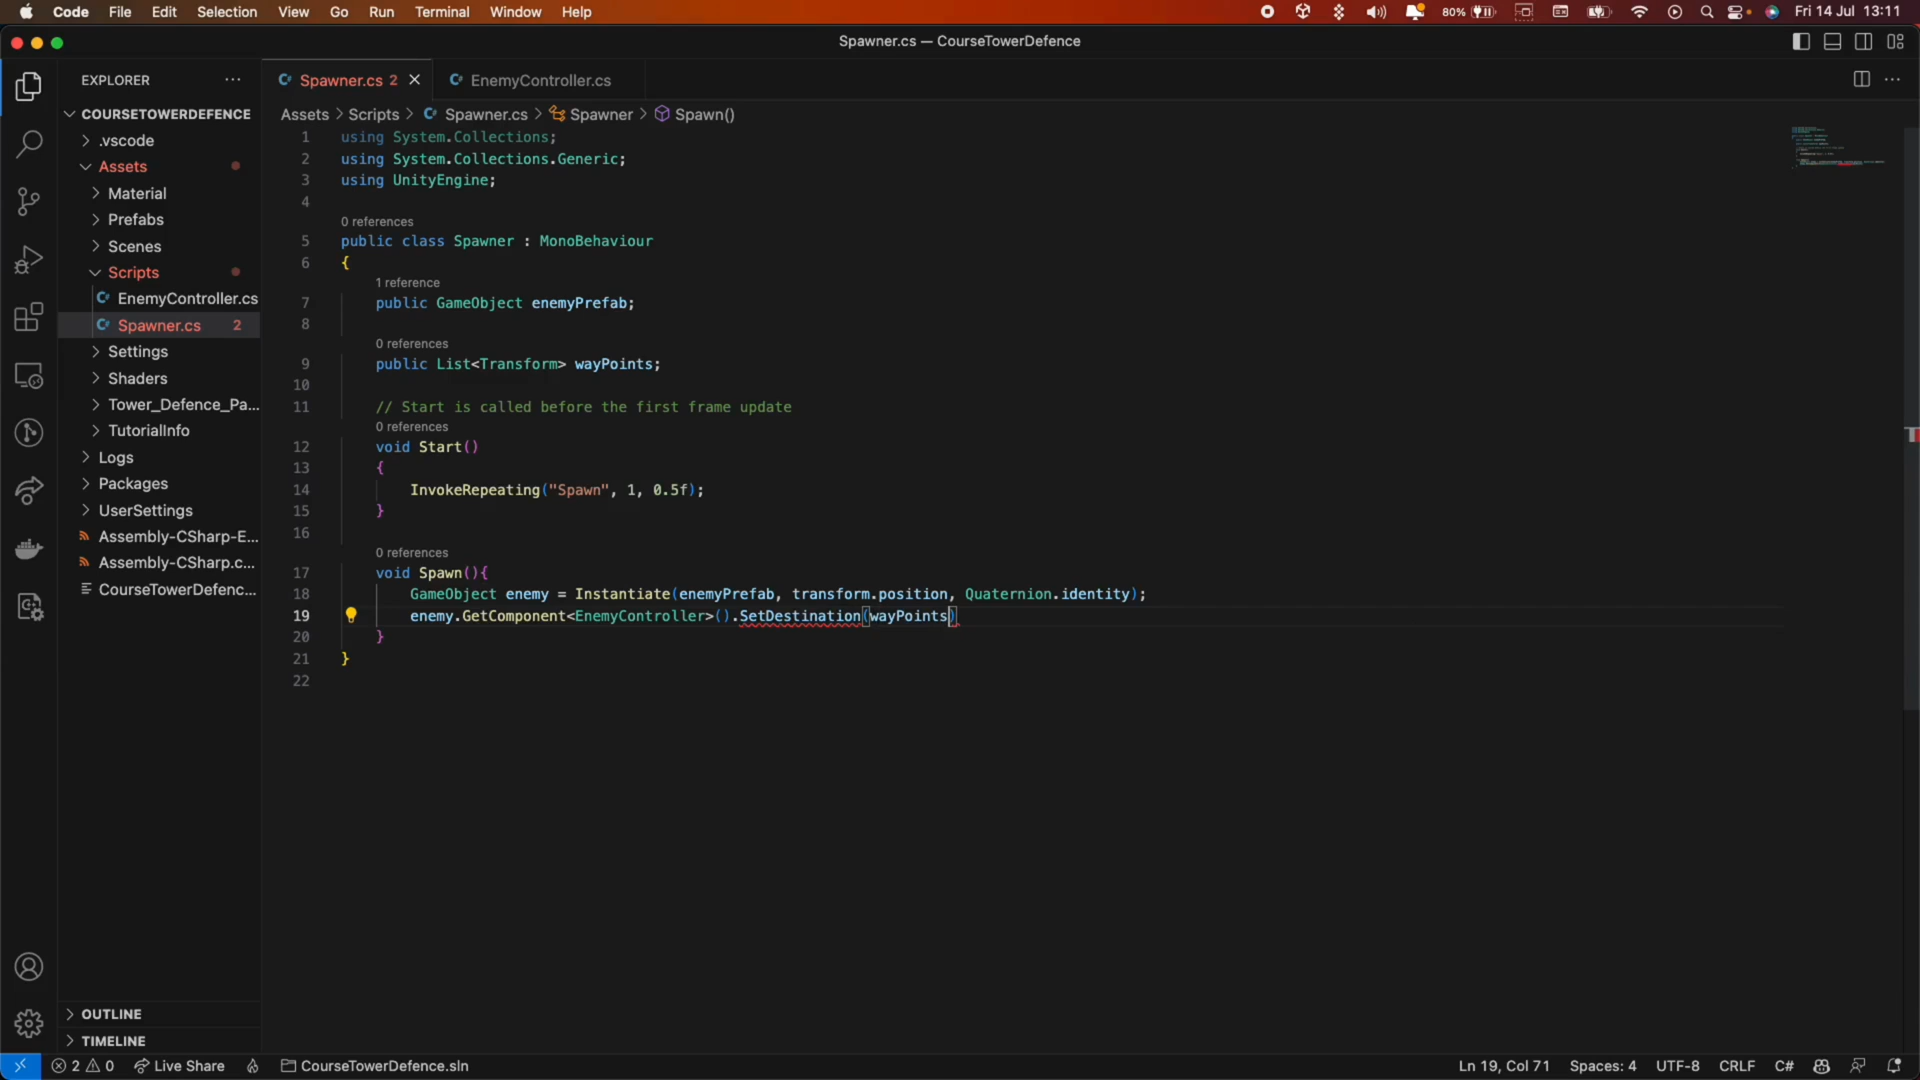 Code File Edit Selection View Go Run Terminal Window Help 80% Fri 14 Jul 13:11
Spawner.cs — CourseTowerDefence
EXPLORER
Spawner.cs 2
EnemyController.cs
COURSETOWERDEFENCE
.vscode
Assets
Material
Prefabs
Scenes
Scripts
EnemyController.cs
Spawner.cs 2
Settings
Shaders
Tower_Defence_Pa...
TutorialInfo
Logs
Packages
UserSettings
Assembly-CSharp-E...
Assembly-CSharp.c...
CourseTowerDefenc...
OUTLINE
TIMELINE
Assets > Scripts > Spawner.cs > Spawner > Spawn()
1 using System.Collections;
2 using System.Collections.Generic;
3 using UnityEngine;
4
0 references
5 public class Spawner : MonoBehaviour
6 {
1 reference
7 public GameObject enemyPrefab;
8
0 references
9 public List<Transform> wayPoints;
10
11 // Start is called before the first frame update
0 references
12 void Start()
13 {
14 InvokeRepeating("Spawn", 1, 0.5f);
15 }
16
0 references
17 void Spawn(){
18 GameObject enemy = Instantiate(enemyPrefab, transform.position, Quaternion.identity);
19 enemy.GetComponent<EnemyController>().SetDestination(wayPoints)
20 }
21 }
22
2 0 Live Share CourseTowerDefence.sln Ln 19, Col 71 Spaces: 4 UTF-8 CRLF C#